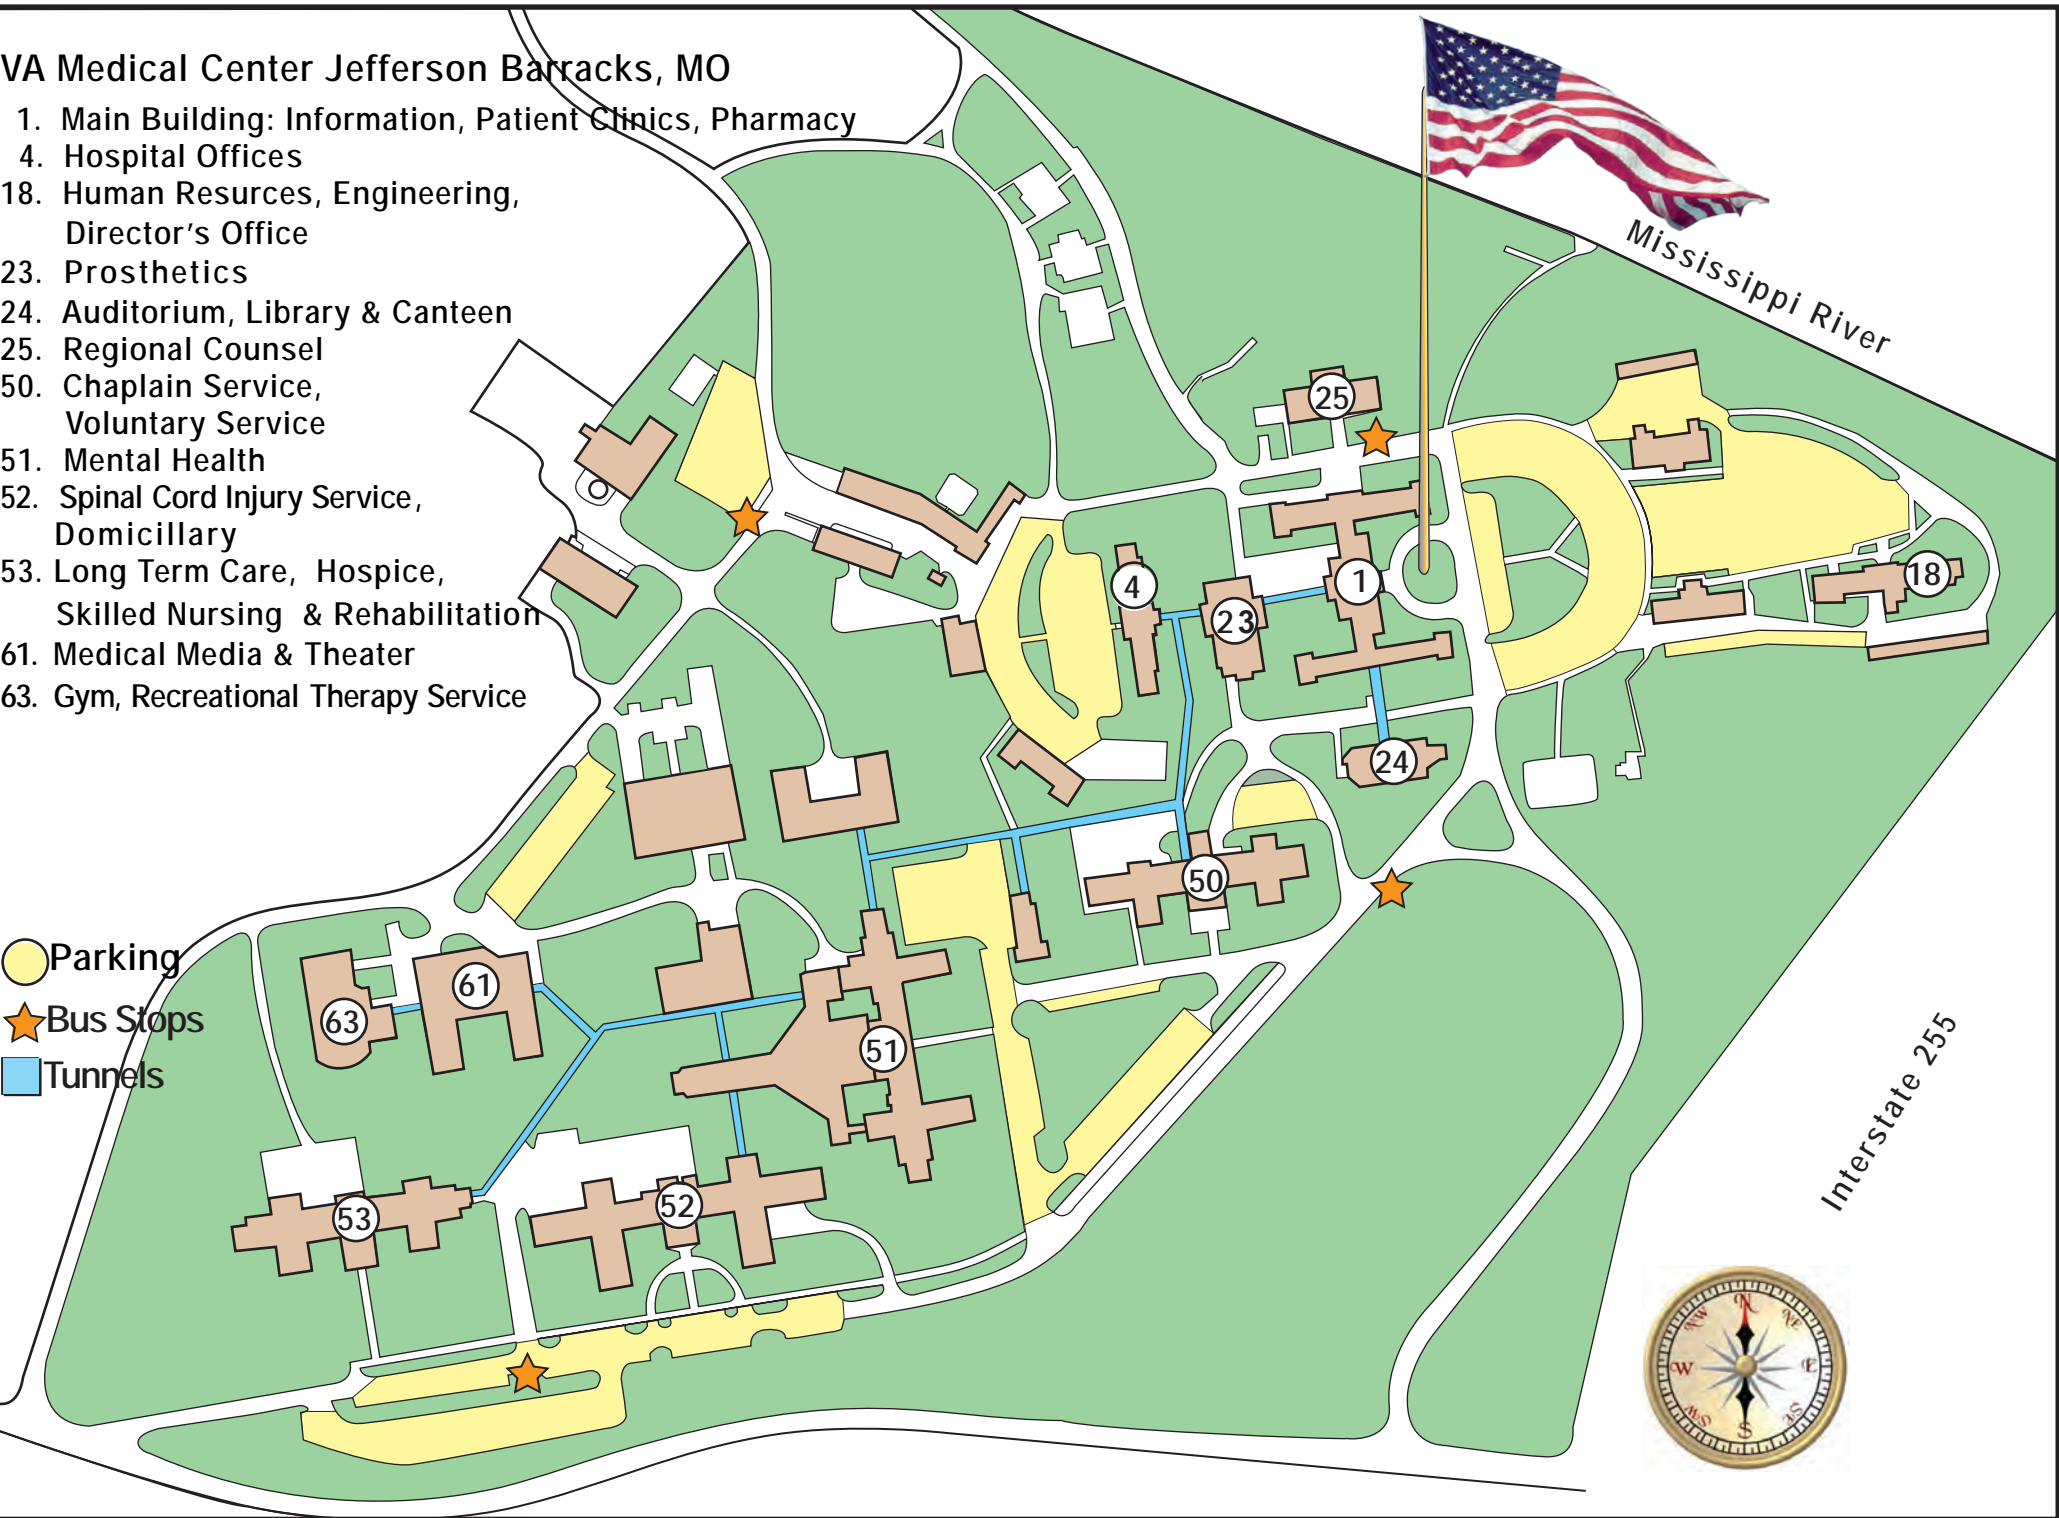 VA Medical Center Jefferson Barracks, MO
1. Main Building: Information, Patient Clinics, Pharmacy
4. Hospital Offices
18. Human Resurces, Engineering,
Director's Office
23. Prosthetics
24. Auditorium, Library & Canteen
25. Regional Counsel
50. Chaplain Service,
Voluntary Service
51. Mental Health
52. Spinal Cord Injury Service,
Domicillary
53. Long Term Care, Hospice,
Skilled Nursing & Rehabilitation
61. Medical Media & Theater
63. Gym, Recreational Therapy Service
Parking
Bus Stops
Tunnels
Mississippi River
25
4
1
18
23
24
50
61
63
51
52
53
Interstate 255
N
NE
E
SE
S
SW
W
NW